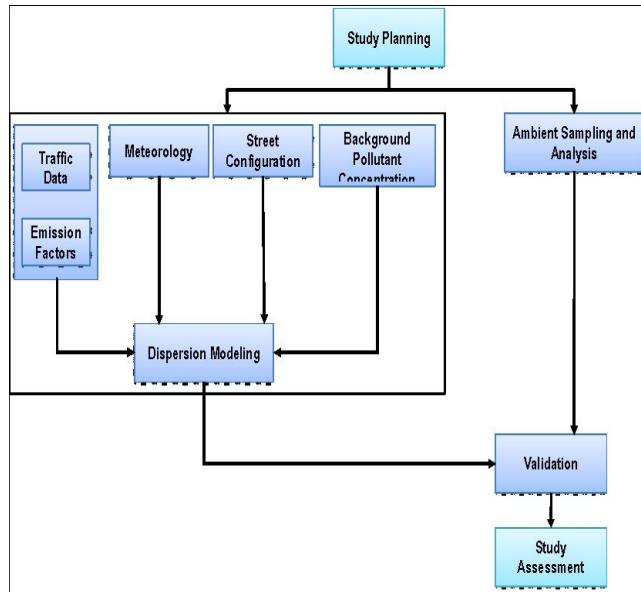 Study Planning
Traffic
Data
Emission
Factors
Meteorology
Street
Configuration
Background
Pollutant
Concentration
Ambient Sampling and
Analysis
Dispersion Modeling
Validation
Study
Assessment